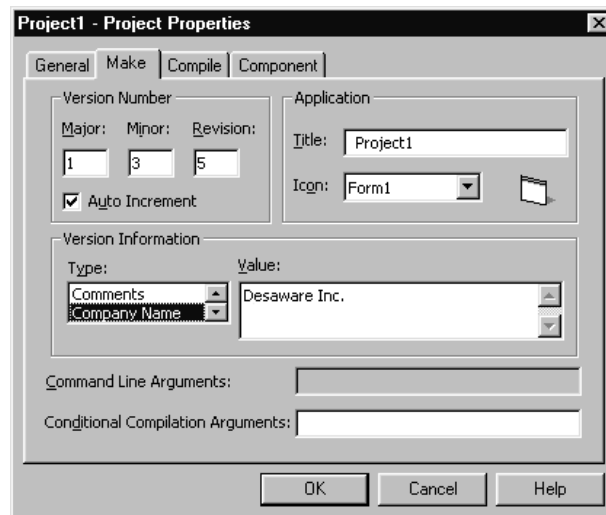 Project1 - Project Properties
General Make Compile Component
Version Number
Major: Minor: Revision:
1 3 5
Auto Increment
Application
Title: Project1
Icon: Form1
Version Information
Type:
Comments
Company Name
Value:
Desaware Inc.
Command Line Arguments:
Conditional Compilation Arguments:
OK Cancel Help